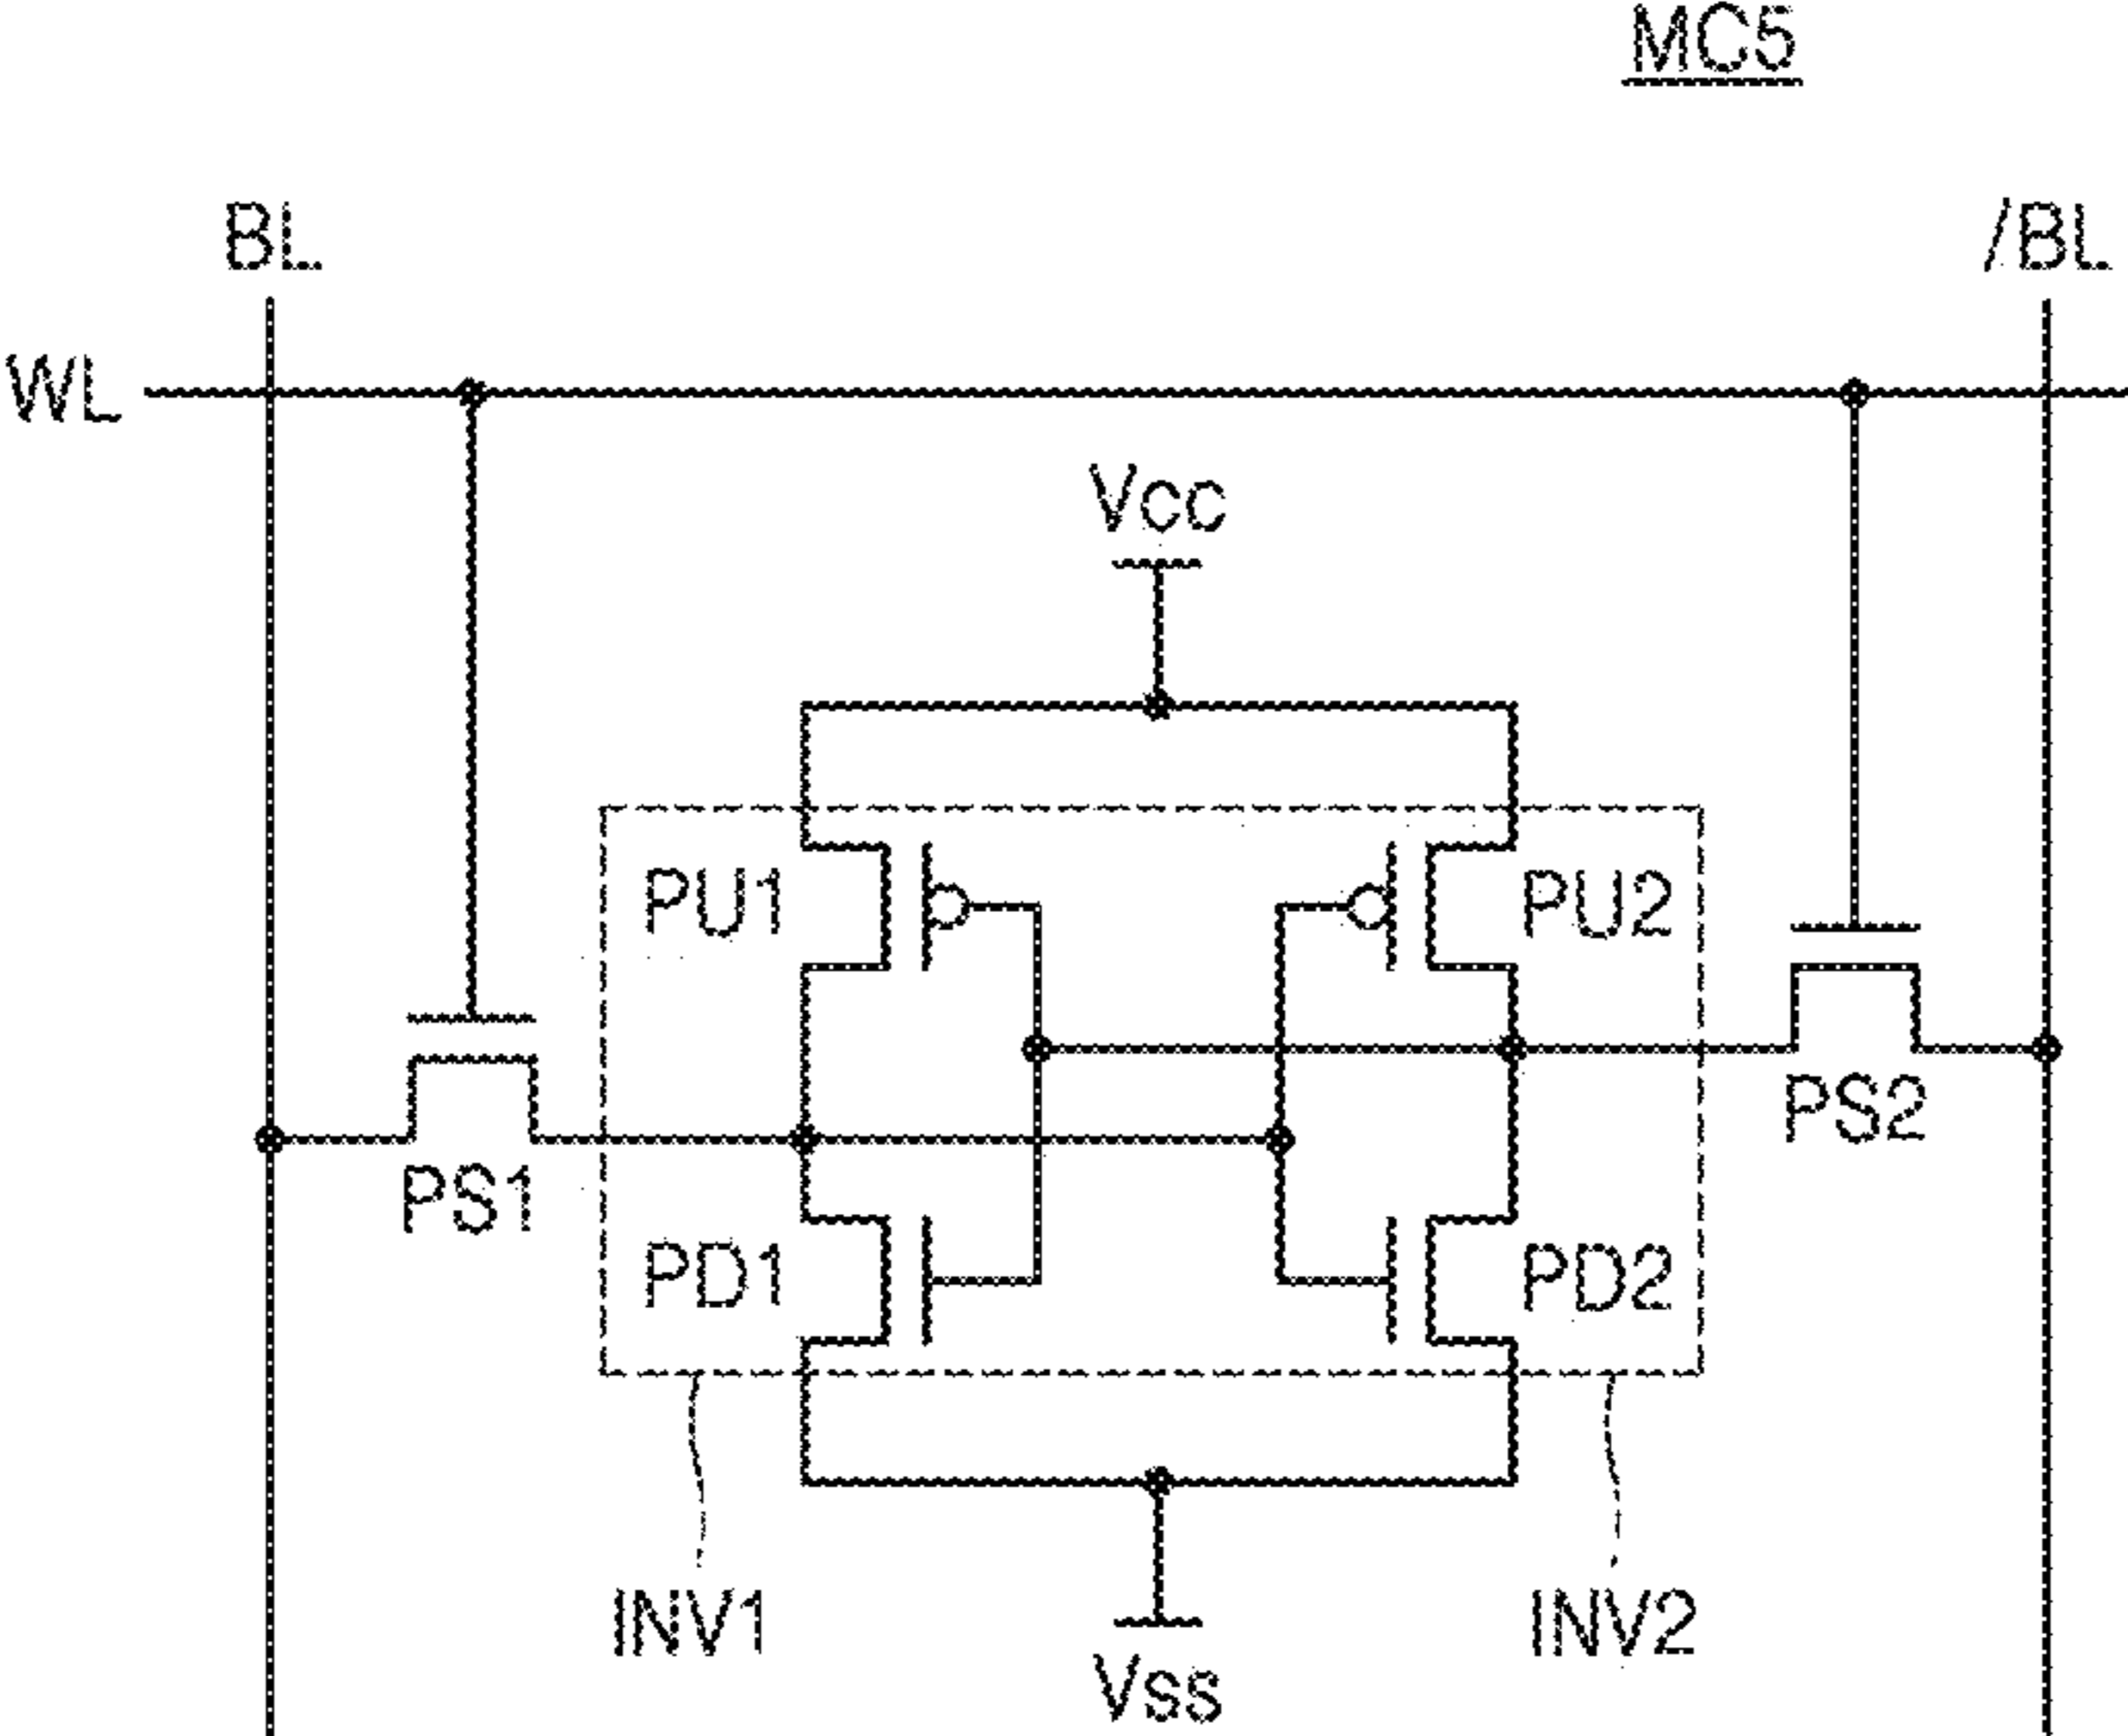 MC5
BL
/BL
WL
Vcc
PU1
PU2
PS2
PS1
PD1
PD2
INV1
INV2
Vss